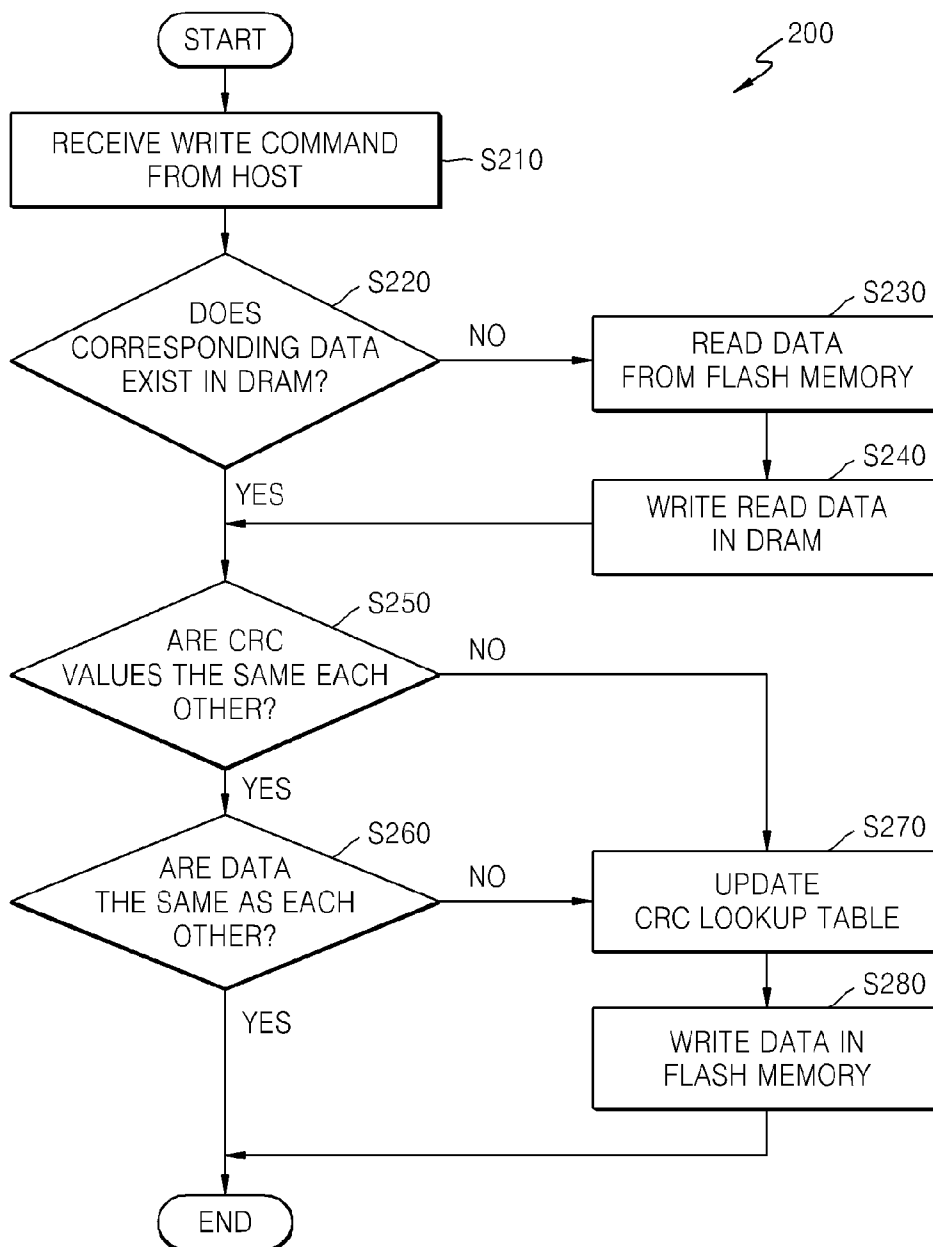 START
200
RECEIVE WRITE COMMAND
FROM HOST
S210
S220
DOES
CORRESPONDING DATA
EXIST IN DRAM?
NO
S230
READ DATA
FROM FLASH MEMORY
YES
S240
WRITE READ DATA
IN DRAM
S250
ARE CRC
VALUES THE SAME EACH
OTHER?
NO
YES
S260
ARE DATA
THE SAME AS EACH
OTHER?
NO
S270
UPDATE
CRC LOOKUP TABLE
YES
S280
WRITE DATA IN
FLASH MEMORY
END